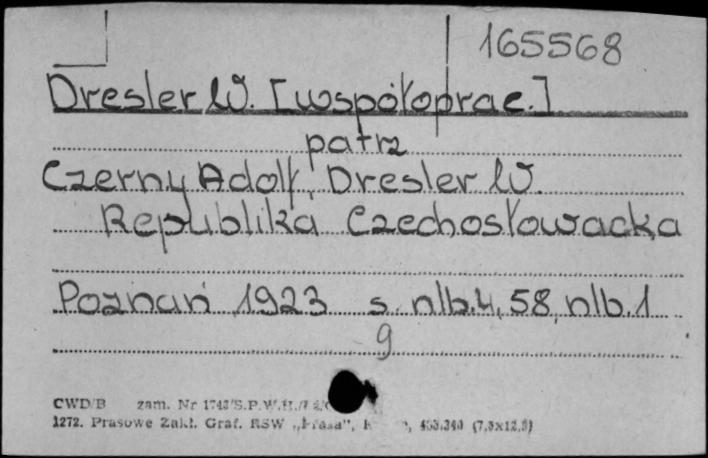 165568
Dresler W. [współoprac.]
patrz
Czerny Adolf, Dresler W.
Republika Czechosłowacka
Poznań 1923 s. nlb.4, 58, nlb.1
9
CWD/B zam. Nr 1743/S.P.W.H./
1272. Prasowe Zakł. Graf. RSW „Prasa",